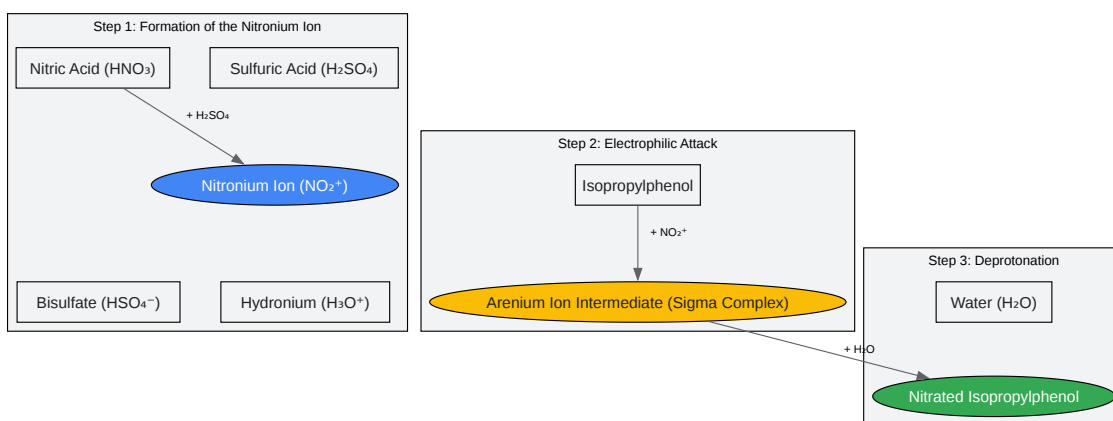 Step 1: Formation of the Nitronium Ion
Nitric Acid (HNO₃)
Sulfuric Acid (H₂SO₄)
+ H₂SO₄
Nitronium Ion (NO₂⁺)
Bisulfate (HSO₄⁻)
Hydronium (H₃O⁺)
Step 2: Electrophilic Attack
Isopropylphenol
+ NO₂⁺
Arenium Ion Intermediate (Sigma Complex)
Step 3: Deprotonation
Water (H₂O)
+ H₂O
Nitrated Isopropylphenol